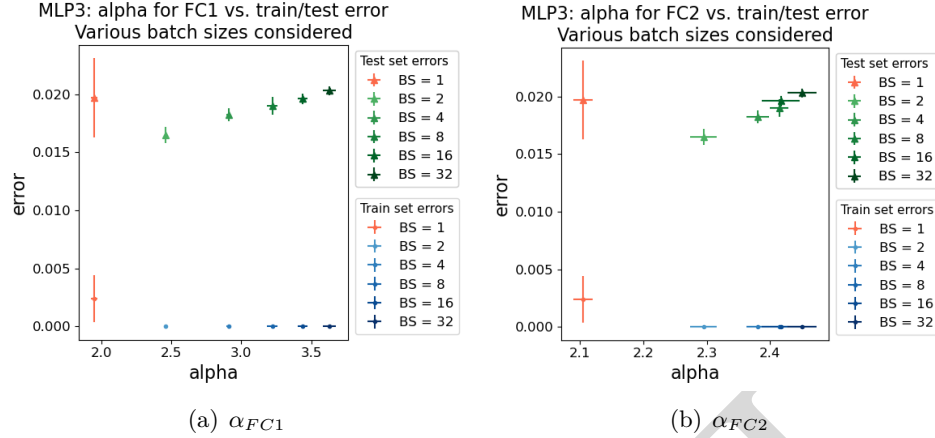 MLP3: alpha for FC1 vs. train/test error
Various batch sizes considered
error
0.020
0.015
0.010
0.005
0.000
2.0 2.5 3.0 3.5
alpha
Test set errors
BS = 1
BS = 2
BS = 4
BS = 8
BS = 16
BS = 32
Train set errors
BS = 1
BS = 2
BS = 4
BS = 8
BS = 16
BS = 32
(a) α_FC1
MLP3: alpha for FC2 vs. train/test error
Various batch sizes considered
error
0.020
0.015
0.010
0.005
0.000
2.1 2.2 2.3 2.4
alpha
Test set errors
BS = 1
BS = 2
BS = 4
BS = 8
BS = 16
BS = 32
Train set errors
BS = 1
BS = 2
BS = 4
BS = 8
BS = 16
BS = 32
(b) α_FC2